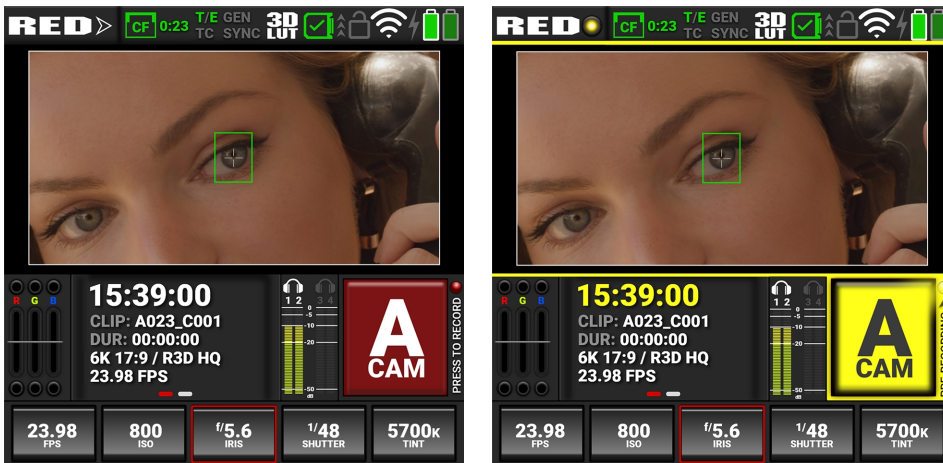 RED
CF 0:23 T/E GEN 3D
TC SYNC LUT
R G B
15:39:00
CLIP: A023_C001
DUR: 00:00:00
6K 17:9 / R3D HQ
23.98 FPS
1 2 3 4
0
-5
-10
-20
-50
dB
A
CAM
PRESS TO RECORD
23.98
FPS
800
ISO
f/5.6
IRIS
1/48
SHUTTER
5700K
TINT
RED
CF 0:23 T/E GEN 3D
TC SYNC LUT
R G B
15:39:00
CLIP: A023_C001
DUR: 00:00:00
6K 17:9 / R3D HQ
23.98 FPS
1 2 3 4
0
-5
-10
-20
-50
dB
A
CAM
23.98
FPS
800
ISO
f/5.6
IRIS
1/48
SHUTTER
5700K
TINT